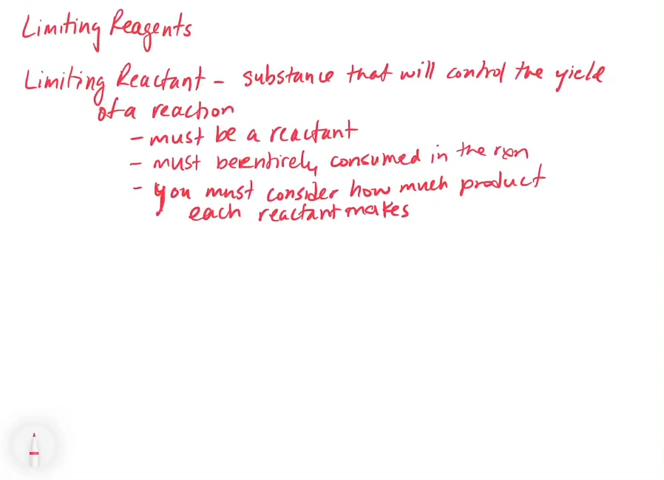 Limiting Reagents
Limiting Reactant - substance that will control the yield
of a reaction
- must be a reactant
- must be entirely consumed in the rxn
- you must consider how much product
each reactant makes